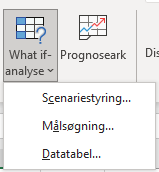 What if-
analyse
Prognoseark
Dis
Scenariestyring...
Målsøgning...
Datatabel...